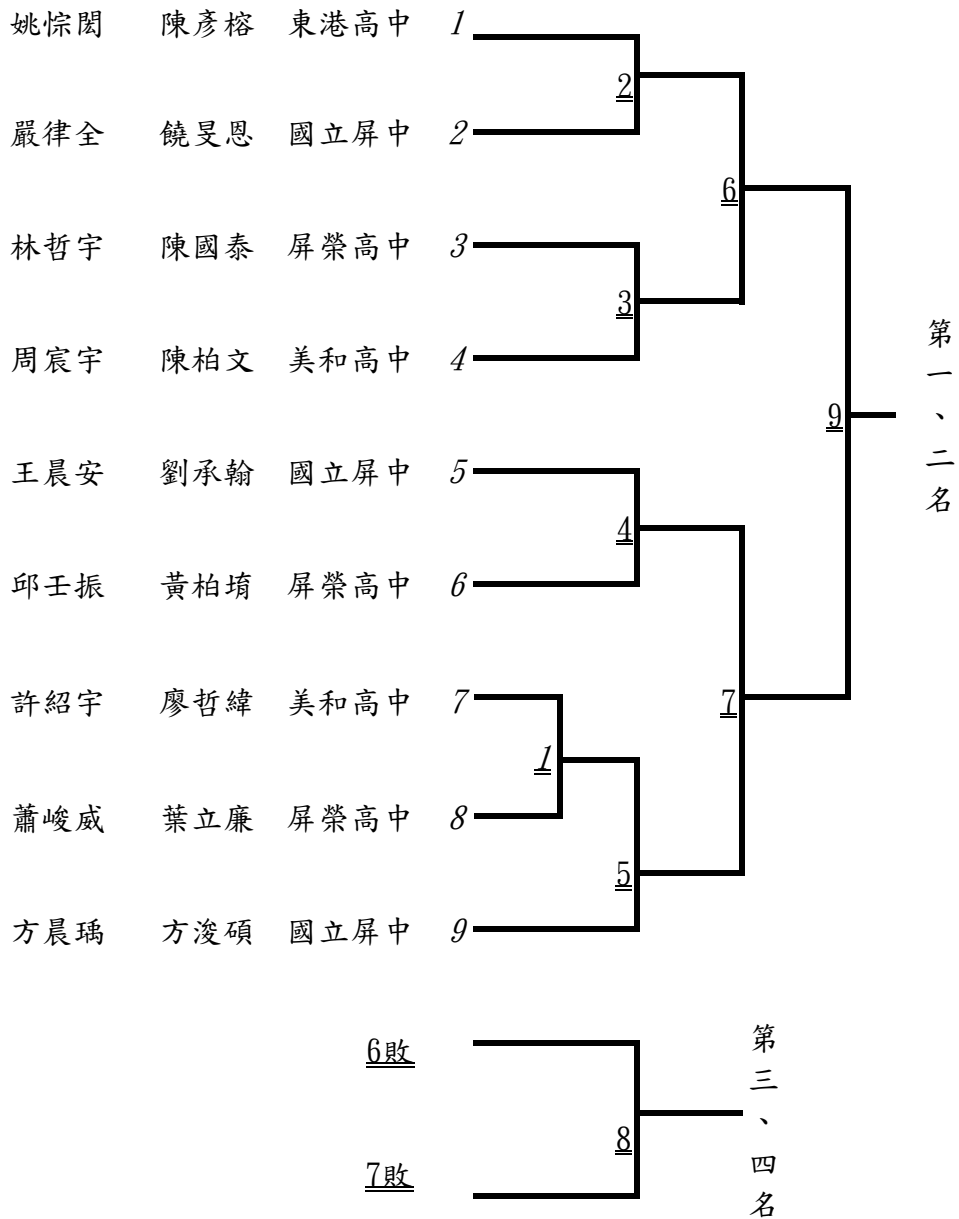 姚悰閎 陳彥榕 東港高中 1
2
嚴律全 饒旻恩 國立屏中 2
6
林哲宇 陳國泰 屏榮高中 3
3
周宸宇 陳柏文 美和高中 4
第一、二名
9
王晨安 劉承翰 國立屏中 5
4
邱壬振 黃柏堉 屏榮高中 6
許紹宇 廖哲緯 美和高中 7
7
1
蕭峻威 葉立廉 屏榮高中 8
5
方晨瑀 方浚碩 國立屏中 9
6敗
第三、四名
8
7敗